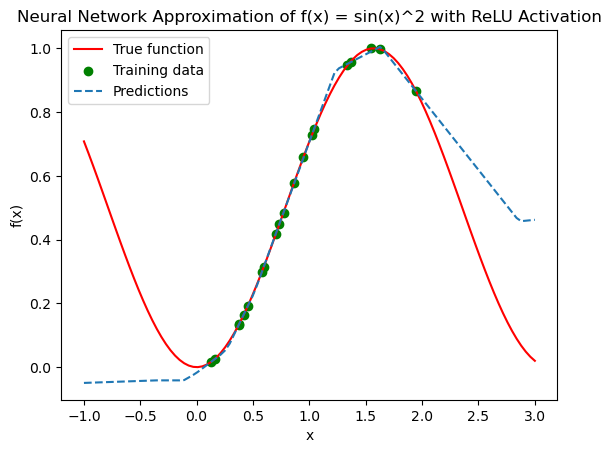 Neural Network Approximation of f(x) = sin(x)^2 with ReLU Activation
True function
Training data
Predictions
f(x)
1.0
0.8
0.6
0.4
0.2
0.0
−1.0 −0.5 0.0 0.5 1.0 1.5 2.0 2.5 3.0
x